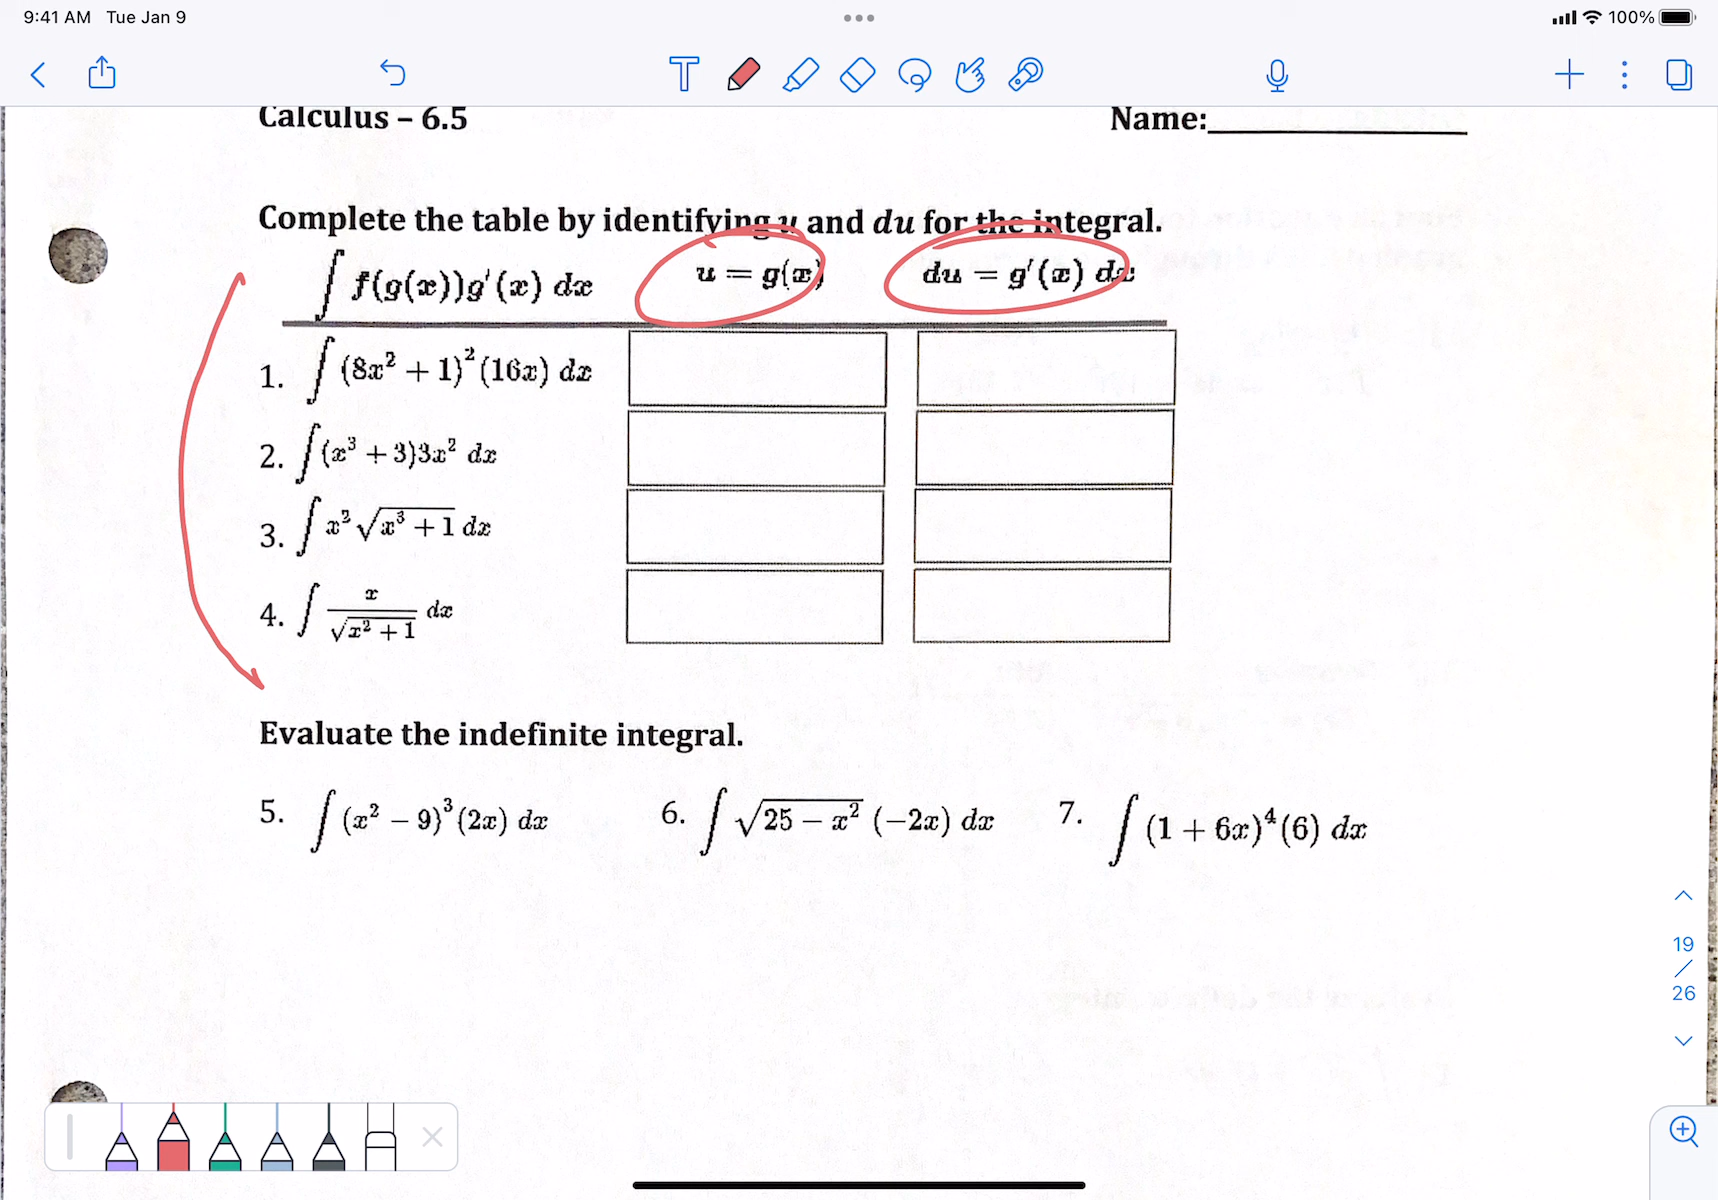 9:41 AM Tue Jan 9
100%
Calculus – 6.5 Name:
Complete the table by identifying u and du for the integral.
∫ f(g(x))g′(x) dx u = g(x) du = g′(x) dx
1. ∫ (8x² + 1)² (16x) dx
2. ∫ (x³ + 3)3x² dx
3. ∫ x² √(x³ + 1) dx
4. ∫ x / √(x² + 1) dx
Evaluate the indefinite integral.
5. ∫ (x² – 9)³ (2x) dx 6. ∫ √(25 – x²) (–2x) dx 7. ∫ (1 + 6x)⁴ (6) dx
19
/
26